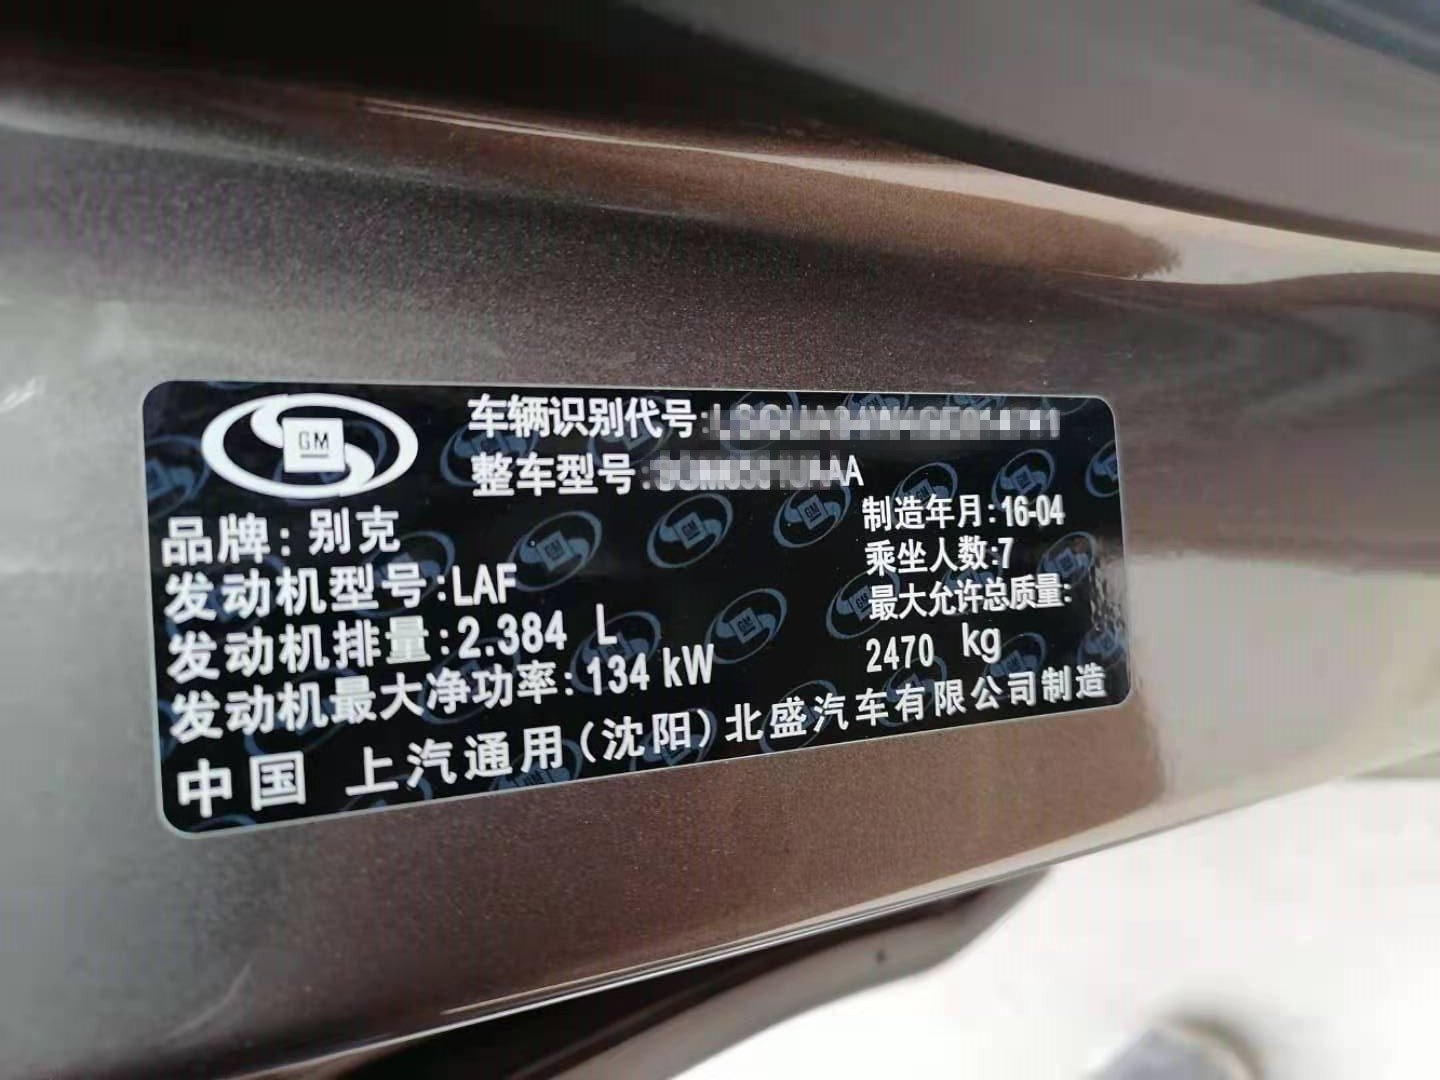 GM
车辆识别代号:
整车型号:
品牌:别克
制造年月:16-04
发动机型号:LAF
乘坐人数:7
发动机排量:2.384 L
最大允许总质量:
2470 kg
发动机最大净功率:134 kW
中国 上汽通用(沈阳)北盛汽车有限公司制造